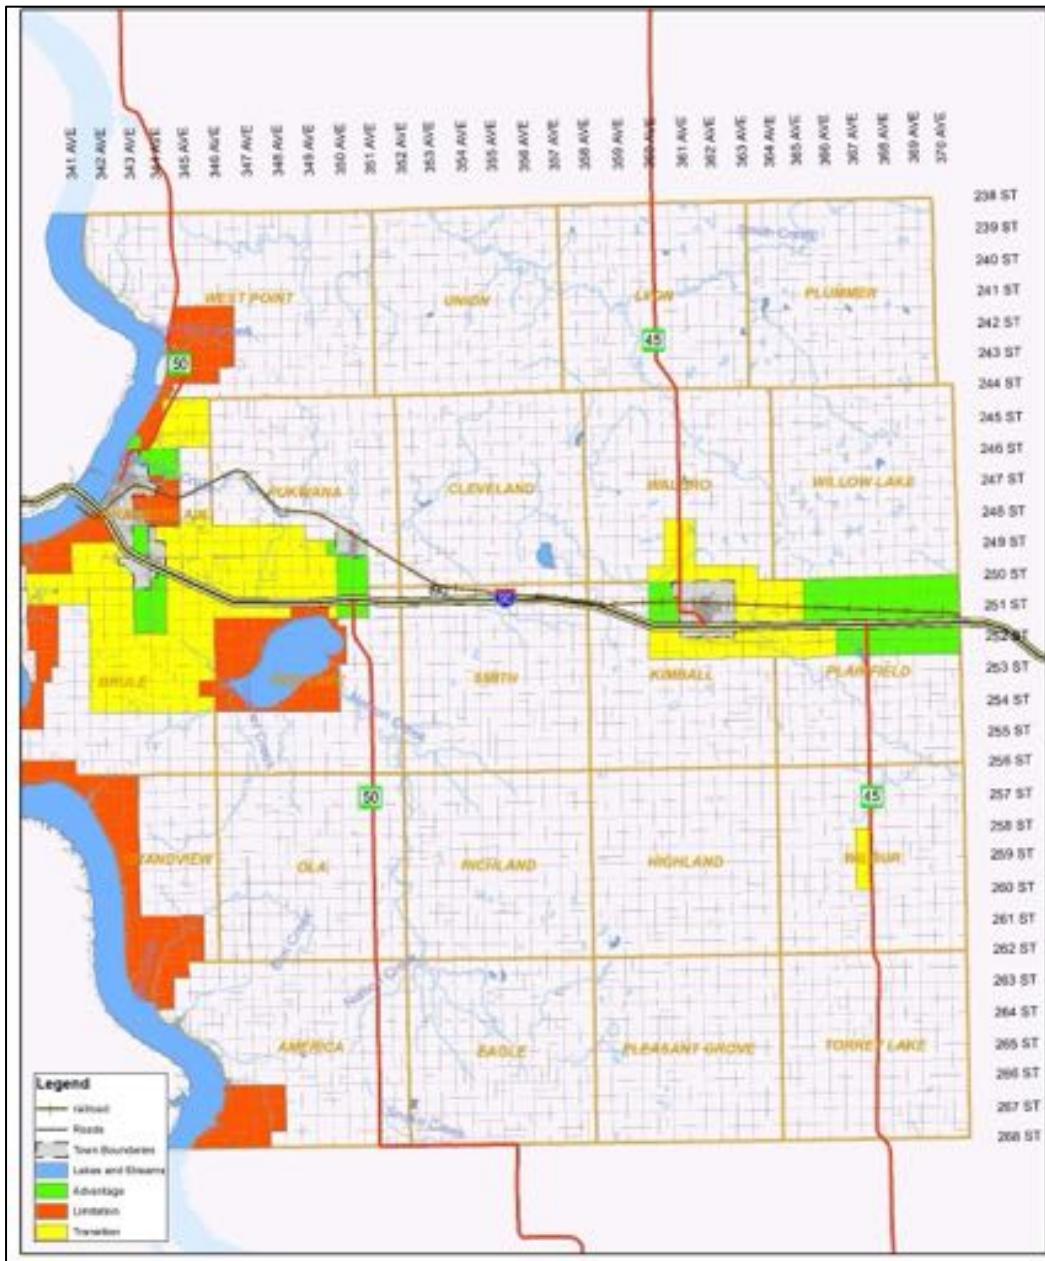 341 AVE
342 AVE
343 AVE
344 AVE
345 AVE
346 AVE
347 AVE
348 AVE
349 AVE
350 AVE
351 AVE
352 AVE
353 AVE
354 AVE
355 AVE
356 AVE
357 AVE
358 AVE
359 AVE
360 AVE
361 AVE
362 AVE
363 AVE
364 AVE
365 AVE
366 AVE
367 AVE
368 AVE
369 AVE
370 AVE
238 ST
239 ST
240 ST
241 ST
242 ST
243 ST
244 ST
245 ST
246 ST
247 ST
248 ST
249 ST
250 ST
251 ST
252 ST
253 ST
254 ST
255 ST
256 ST
257 ST
258 ST
259 ST
260 ST
261 ST
262 ST
263 ST
264 ST
265 ST
266 ST
267 ST
268 ST
WEST POINT
UNION
LYON
PLUMMER
50
45
PUKWANA
CLEVELAND
WALDRO
WILLOW LAKE
90
BRULE
SMITH
KIMBALL
PLAINFIELD
50
45
GRANDVIEW
OLA
RICHLAND
HIGHLAND
WILBUR
AMERICA
EAGLE
PLEASANT GROVE
TORREY LAKE
Legend
railroad
Roads
Town Boundaries
Lakes and Streams
Advantage
Limitation
Transition